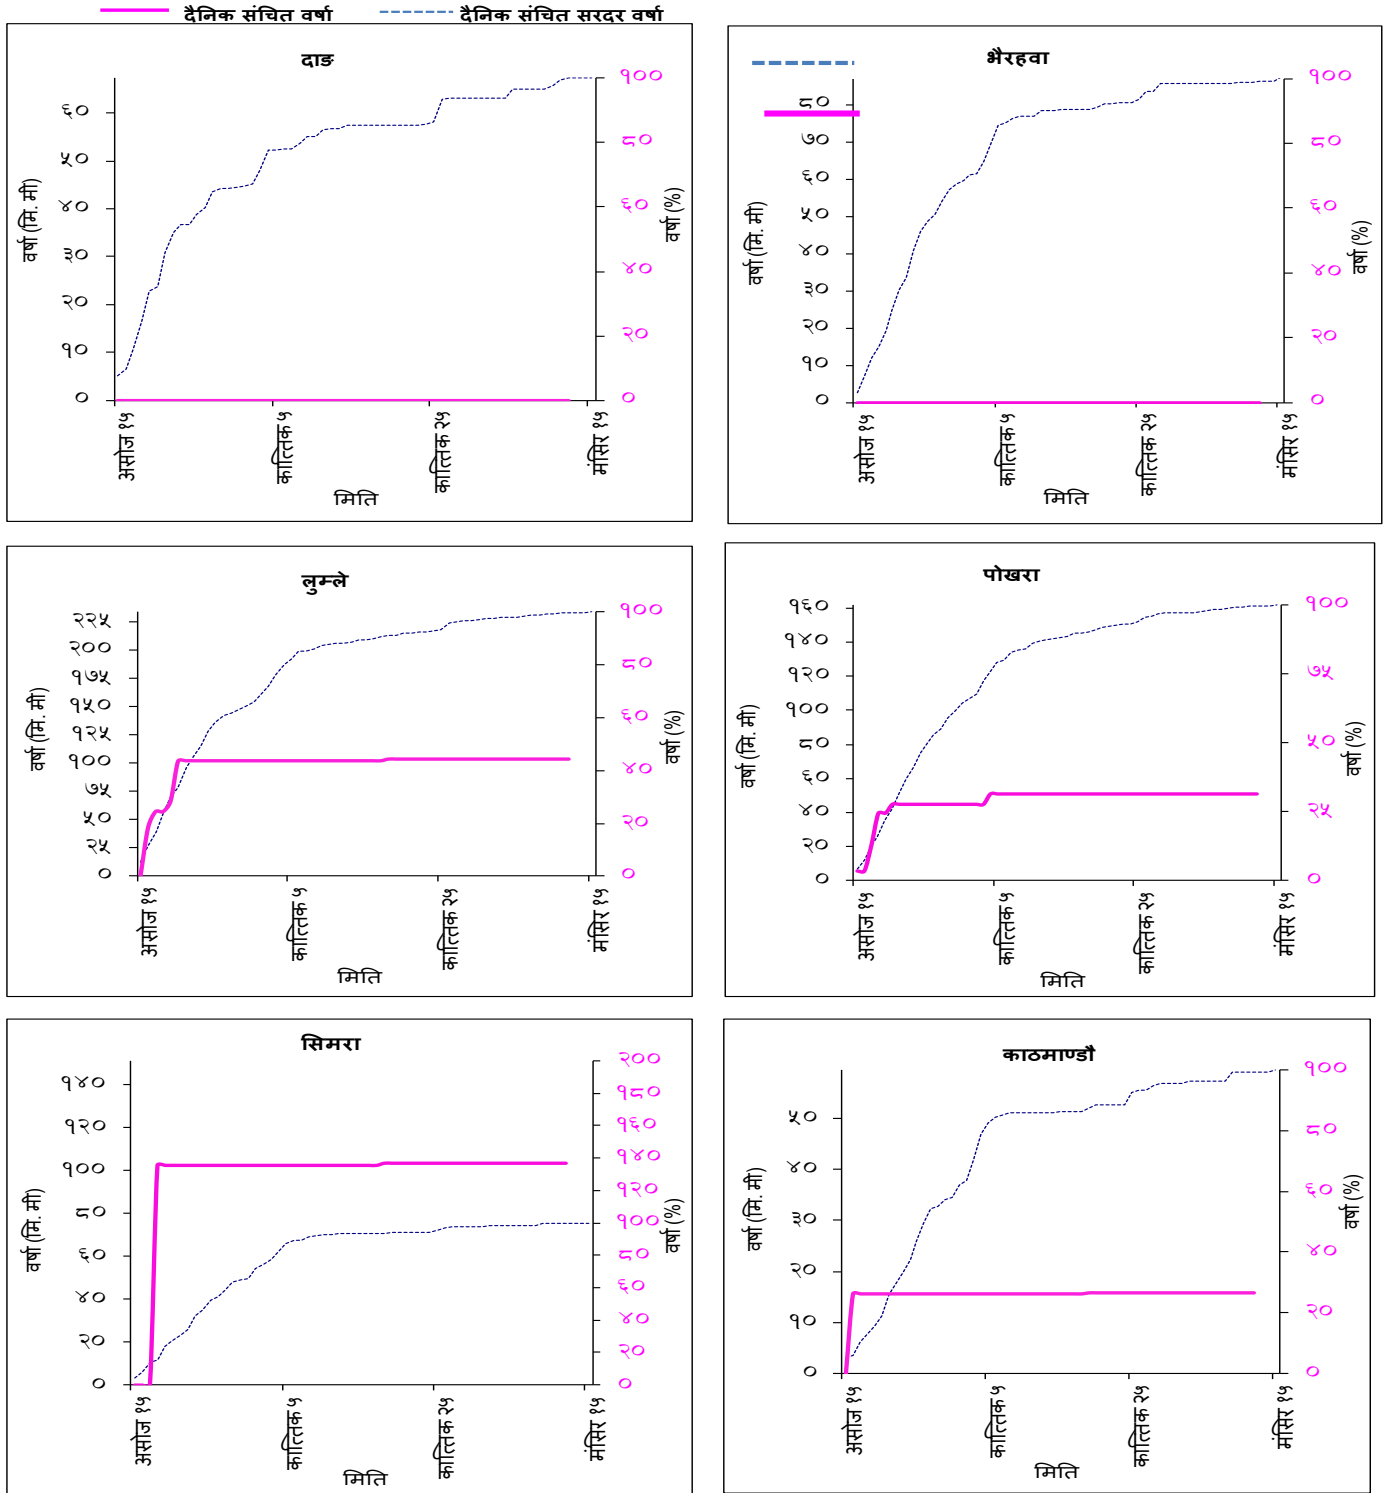 दैनिक संचित वर्षा दैनिक संचित सरदर वर्षा
दाङ
वर्षा (मि. मी)
६०
५०
४०
३०
२०
१०
०
१००
८०
६०
४०
२०
०
वर्षा (%)
असोज १५
कात्तिक ५
कात्तिक २५
मंसिर १५
मिति
भैरहवा
वर्षा (मि. मी)
८०
७०
६०
५०
४०
३०
२०
१०
०
१००
८०
६०
४०
२०
०
वर्षा (%)
असोज १५
कात्तिक ५
कात्तिक २५
मंसिर १५
मिति
लुम्ले
वर्षा (मि. मी)
२२५
२००
१७५
१५०
१२५
१००
७५
५०
२५
०
१००
८०
६०
४०
२०
०
वर्षा (%)
असोज १५
कात्तिक ५
कात्तिक २५
मंसिर १५
मिति
पोखरा
वर्षा (मि. मी)
१६०
१४०
१२०
१००
८०
६०
४०
२०
०
१००
७५
५०
२५
०
वर्षा (%)
असोज १५
कात्तिक ५
कात्तिक २५
मंसिर १५
मिति
सिमरा
वर्षा (मि. मी)
१४०
१२०
१००
८०
६०
४०
२०
०
२००
१८०
१६०
१४०
१२०
१००
८०
६०
४०
२०
०
वर्षा (%)
असोज १५
कात्तिक ५
कात्तिक २५
मंसिर १५
मिति
काठमाण्डौ
वर्षा (मि. मी)
५०
४०
३०
२०
१०
०
१००
८०
६०
४०
२०
०
वर्षा (%)
असोज १५
कात्तिक ५
कात्तिक २५
मंसिर १५
मिति